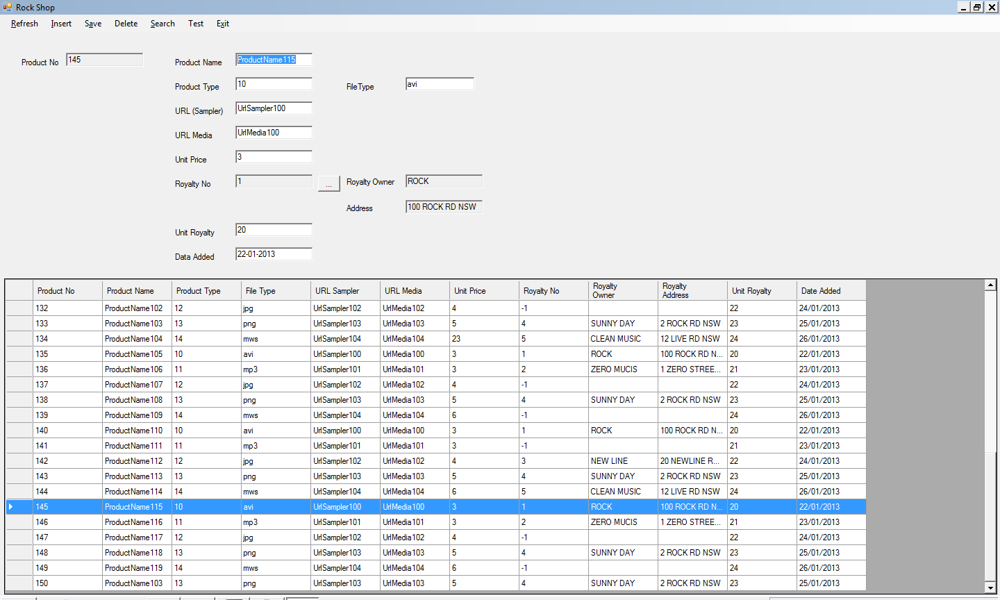 Rock Shop
Refresh Insert Save Delete Search Test Exit
Product No 145 Product Name ProductName115
Product Type 10 FileType avi
URL (Sampler) UrlSampler100
URL Media UrlMedia100
Unit Price 3
Royalty No 1 ... Royalty Owner ROCK
Address 100 ROCK RD NSW
Unit Royalty 20
Data Added 22-01-2013
Product No Product Name Product Type File Type URL Sampler URL Media Unit Price Royalty No Royalty Owner Royalty Address Unit Royalty Date Added
132 ProductName102 12 jpg UrlSampler102 UrlMedia102 4 -1 22 24/01/2013
133 ProductName103 13 png UrlSampler103 UrlMedia103 5 4 SUNNY DAY 2 ROCK RD NSW 23 25/01/2013
134 ProductName104 14 mws UrlSampler104 UrlMedia104 23 5 CLEAN MUSIC 12 LIVE RD NSW 24 26/01/2013
135 ProductName105 10 avi UrlSampler100 UrlMedia100 3 1 ROCK 100 ROCK RD N... 20 22/01/2013
136 ProductName106 11 mp3 UrlSampler101 UrlMedia101 3 2 ZERO MUCIS 1 ZERO STREE... 21 23/01/2013
137 ProductName107 12 jpg UrlSampler102 UrlMedia102 4 -1 22 24/01/2013
138 ProductName108 13 png UrlSampler103 UrlMedia103 5 4 SUNNY DAY 2 ROCK RD NSW 23 25/01/2013
139 ProductName109 14 mws UrlSampler104 UrlMedia104 6 -1 24 26/01/2013
140 ProductName110 10 avi UrlSampler100 UrlMedia100 3 1 ROCK 100 ROCK RD N... 20 22/01/2013
141 ProductName111 11 mp3 UrlSampler101 UrlMedia101 3 -1 21 23/01/2013
142 ProductName112 12 jpg UrlSampler102 UrlMedia102 4 3 NEW LINE 20 NEWLINE R... 22 24/01/2013
143 ProductName113 13 png UrlSampler103 UrlMedia103 5 4 SUNNY DAY 2 ROCK RD NSW 23 25/01/2013
144 ProductName114 14 mws UrlSampler104 UrlMedia104 6 5 CLEAN MUSIC 12 LIVE RD NSW 24 26/01/2013
145 ProductName115 10 avi UrlSampler100 UrlMedia100 3 1 ROCK 100 ROCK RD N... 20 22/01/2013
146 ProductName116 11 mp3 UrlSampler101 UrlMedia101 3 2 ZERO MUCIS 1 ZERO STREE... 21 23/01/2013
147 ProductName117 12 jpg UrlSampler102 UrlMedia102 4 -1 22 24/01/2013
148 ProductName118 13 png UrlSampler103 UrlMedia103 5 4 SUNNY DAY 2 ROCK RD NSW 23 25/01/2013
149 ProductName119 14 mws UrlSampler104 UrlMedia104 6 -1 24 26/01/2013
150 ProductName103 13 png UrlSampler103 UrlMedia103 5 4 SUNNY DAY 2 ROCK RD NSW 23 25/01/2013